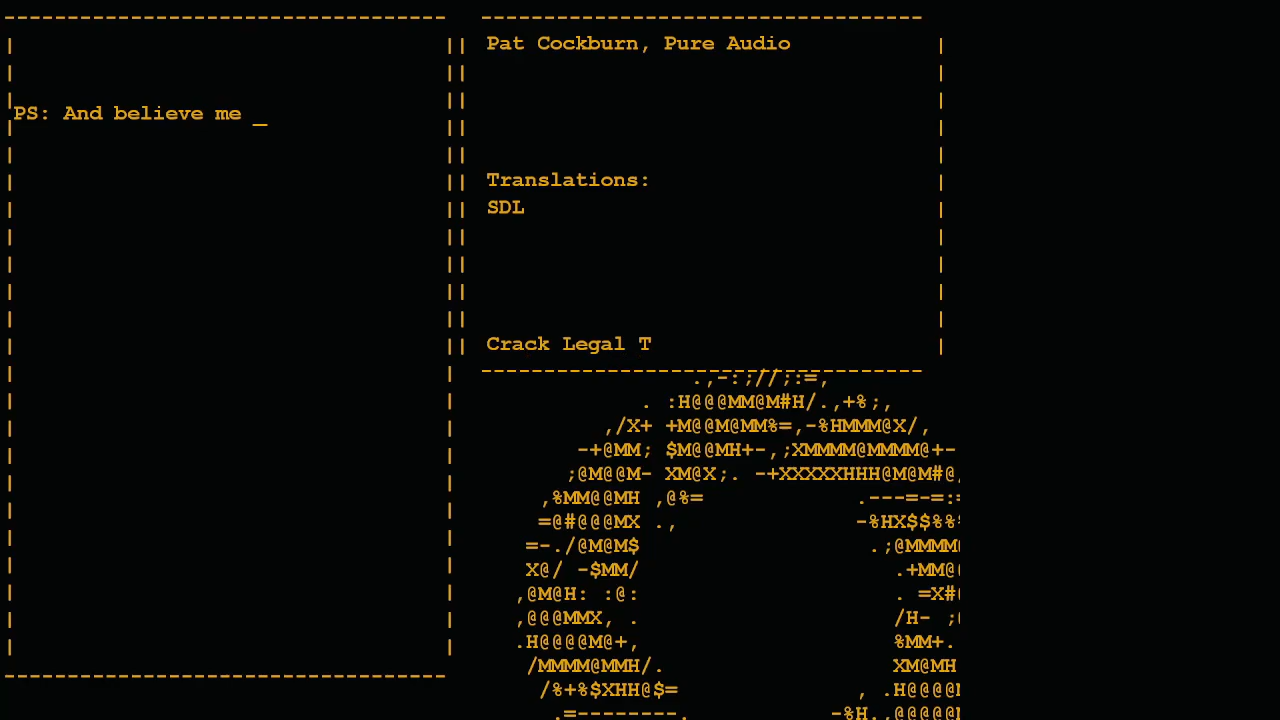 PS: And believe me _
Pat Cockburn, Pure Audio
Translations:
SDL
Crack Legal T